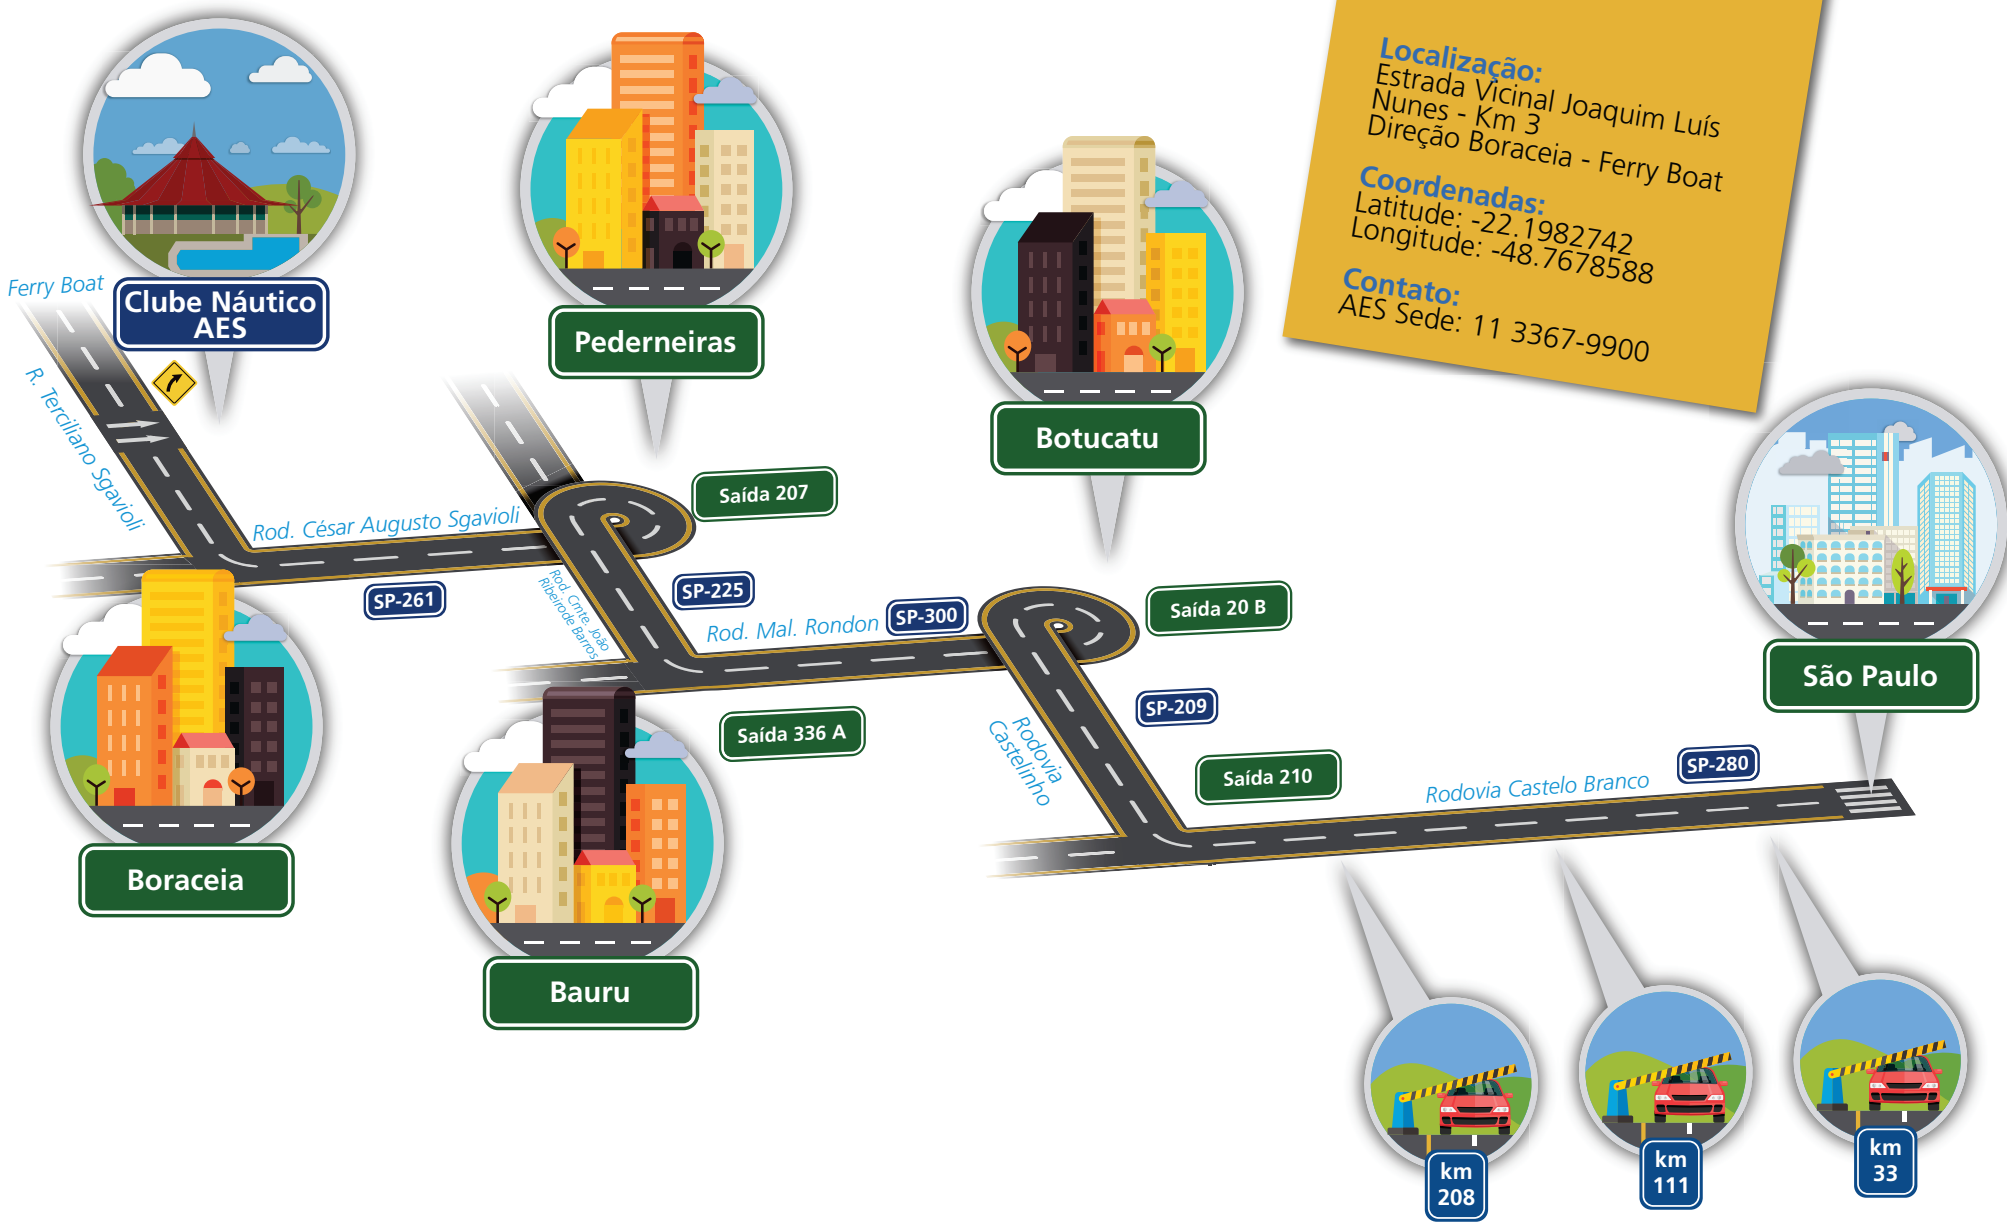 Localização:
Estrada Vicinal Joaquim Luís
Nunes - Km 3
Direção Boraceia - Ferry Boat
Coordenadas:
Latitude: -22.1982742
Longitude: -48.7678588
Contato:
AES Sede: 11 3367-9900
Ferry Boat
Clube Náutico
AES
R. Terciliano Sgavioli
Pederneiras
Botucatu
Saída 207
Rod. César Augusto Sgavioli
SP-261
Rod. Cmte. João
Ribeirode Barros
SP-225
Rod. Mal. Rondon
SP-300
Saída 20 B
São Paulo
Saída 336 A
Rodovia
Castelinho
SP-209
Saída 210
Rodovia Castelo Branco
SP-280
Boraceia
Bauru
km
208
km
111
km
33